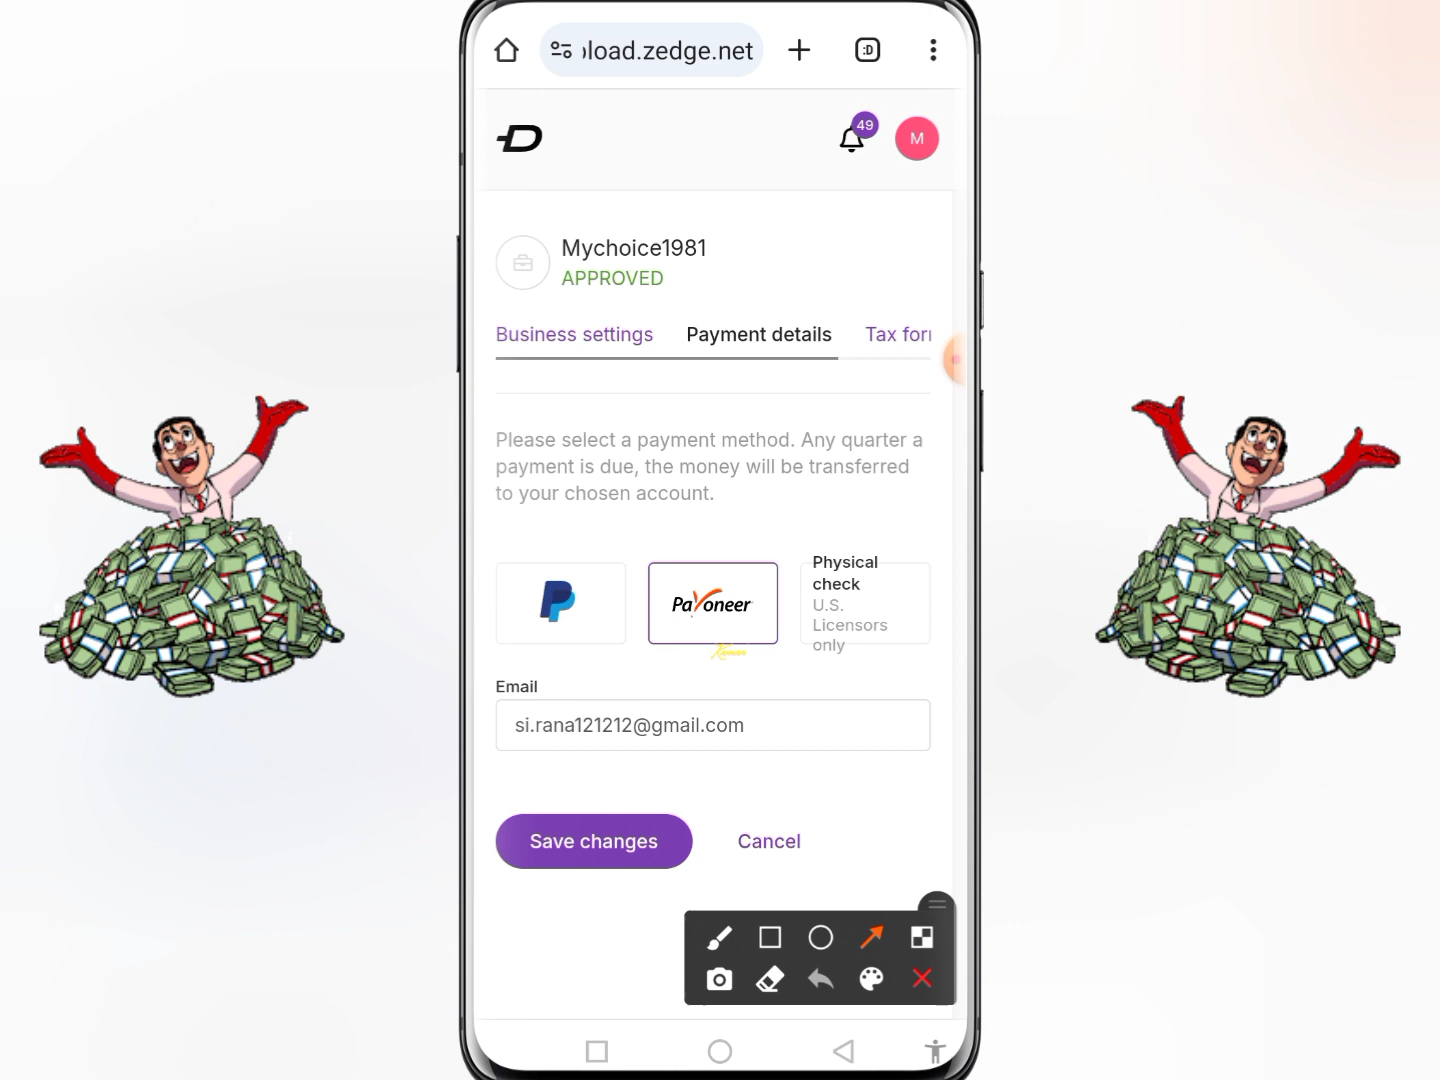 load.zedge.net
:D
D
49
M
Mychoice1981
APPROVED
Business settings
Payment details
Tax for
Please select a payment method. Any quarter a
payment is due, the money will be transferred
to your chosen account.
P
Payoneer
Physical
check
U.S.
Licensors
only
Email
si.rana121212@gmail.com
Save changes
Cancel